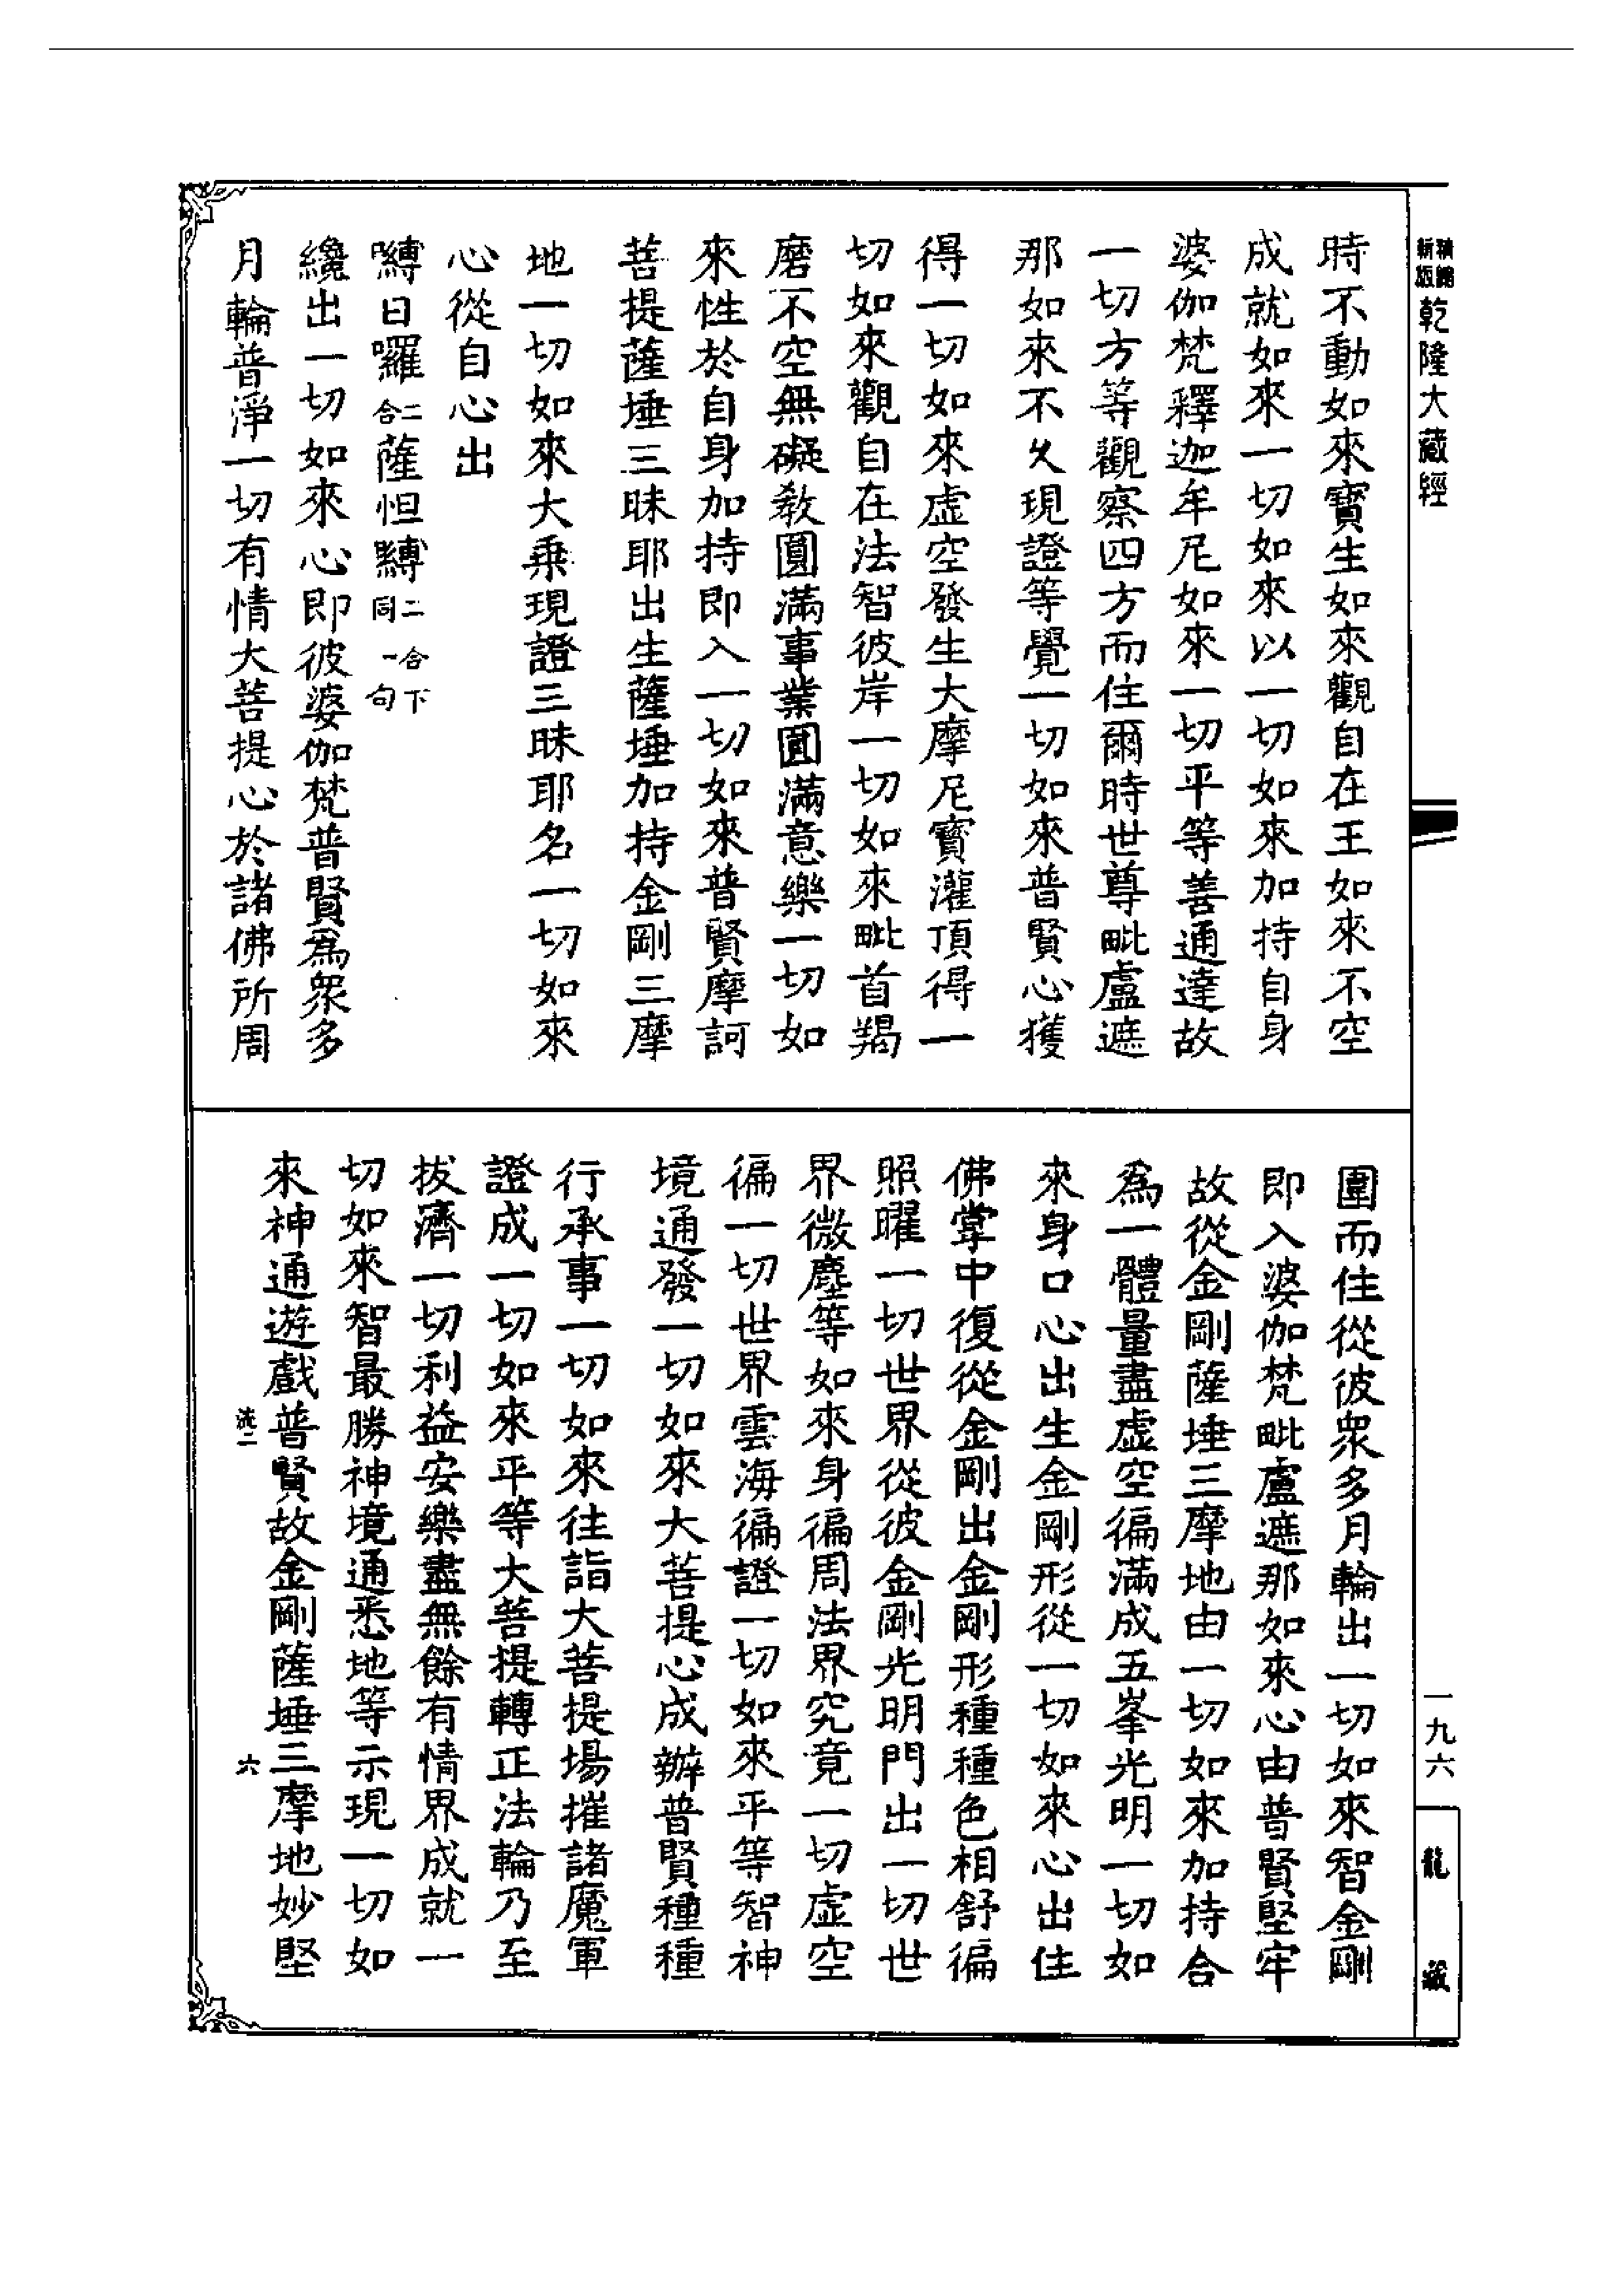 乾隆大藏經
時不動如來寶生如來觀自在王如來不空
成就如來一切如來以一切如來加持自身
婆伽梵釋迦牟尼如來一切平等善通達故
一切方等觀察四方而住爾時世尊毗盧遮
那如來不久現證等覺一切如來普賢心獲
得一切如來虛空發生大摩尼寶灌頂得一
切如來觀自在法智彼岸一切如來毗首羯
磨不空無礙教圓滿事業圓滿意樂一切如
來性於自身加持即入一切如來普賢摩訶
菩提薩埵三昧耶出生薩埵加持金剛三摩
地一切如來大乘現證三昧耶名一切如來
心從自心出
嚩日囉二合薩怛嚩二合下同一句
纔出一切如來心即彼婆伽梵普賢為衆多
月輪普淨一切有情大菩提心於諸佛所周
圍而住從彼衆多月輪出一切如來智金剛
即入婆伽梵毗盧遮那如來心由普賢堅牢
故從金剛薩埵三摩地由一切如來加持合
為一體量盡虛空徧滿成五峯光明一切如
來身口心出生金剛形從一切如來心出住
佛掌中復從金剛出金剛形種種色相舒徧
照曜一切世界從彼金剛光明門出一切世
界微塵等如來身徧周法界究竟一切虛空
徧一切世界雲海徧證一切如來平等智神
境通發一切如來大菩提心成辦普賢種種
行承事一切如來往詣大菩提場摧諸魔軍
證成一切如來平等大菩提轉正法輪乃至
拔濟一切利益安樂盡無餘有情界成就一
切如來智最勝神境通悉地等示現一切如
來神通遊戲普賢故金剛薩埵三摩地妙堅
六
一九六
龍藏